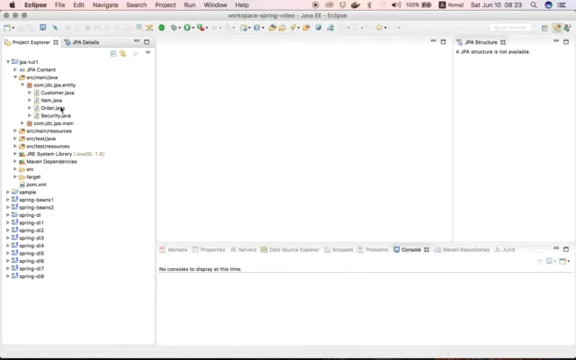 Eclipse File Edit Navigate Search Project Run Window Help 100% Sat Jun 10 08:23
workspace-spring-video - Java EE - Eclipse
Project Explorer JPA Details
JPA Structure
A JPA structure is not available.
jpa-tut1
JPA Content
src/main/java
com.jdc.jpa.entity
Customer.java
Item.java
Order.java
Security.java
com.jdc.jpa.main
src/main/resources
src/test/java
src/test/resources
JRE System Library
Maven Dependencies
src
target
pom.xml
sample
spring-beans1
spring-beans2
spring-di
spring-di1
spring-di2
spring-di3
spring-di4
spring-di5
spring-di6
spring-di7
spring-di8
Markers Properties Servers Data Source Explorer Snippets Problems Console Maven Repositories JUnit
No consoles to display at this time.